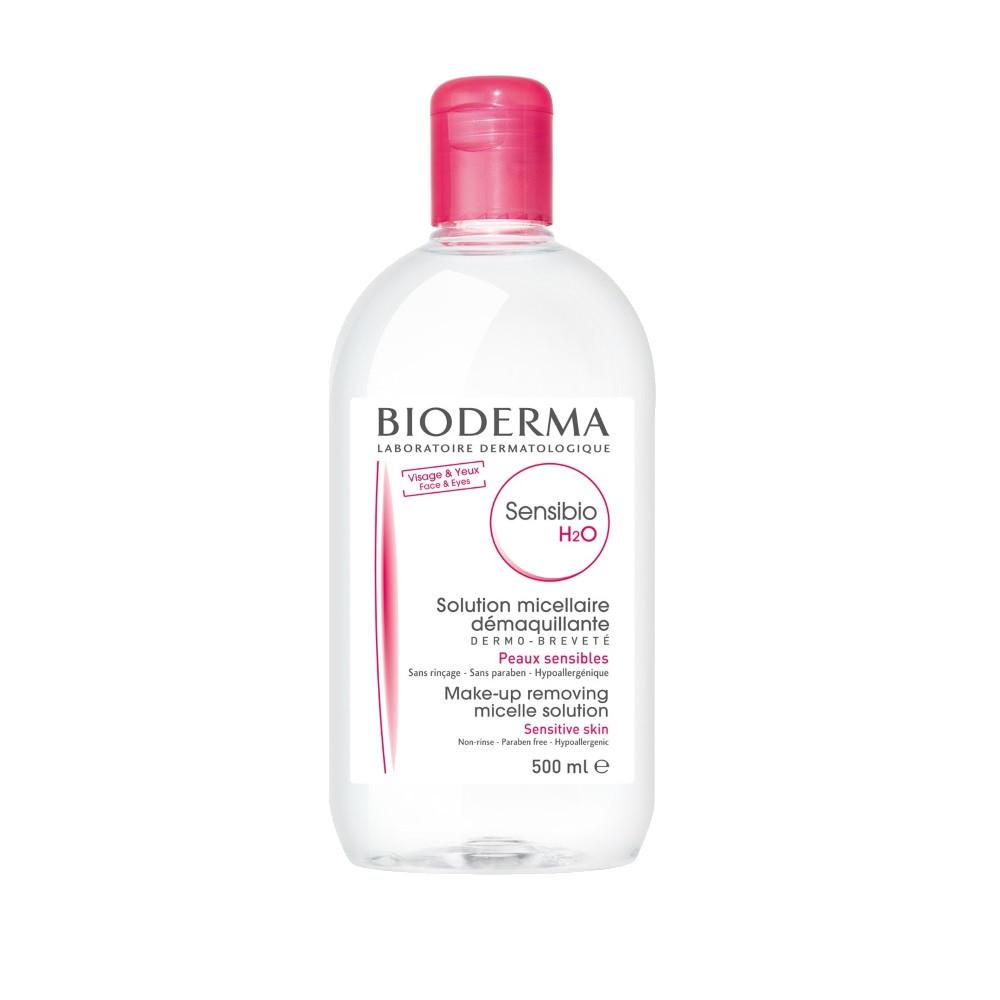 BIODERMA
LABORATOIRE DERMATOLOGIQUE
Visage & Yeux
Face & Eyes
Sensibio
H2O
Solution micellaire
démaquillante
DERMO-BREVETÉ
Peaux sensibles
Sans rinçage - Sans paraben - Hypoallergénique
Make-up removing
micelle solution
Sensitive skin
Non-rinse - Paraben free - Hypoallergenic
500 ml ℮